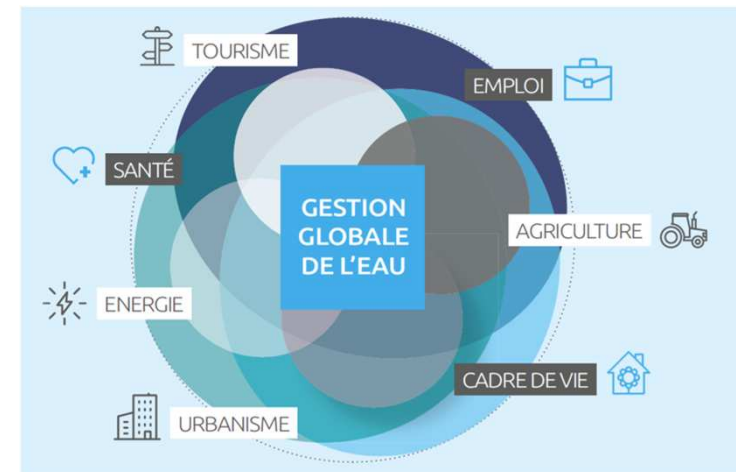 TOURISME
EMPLOI
SANTÉ
GESTION
GLOBALE
DE L'EAU
AGRICULTURE
ENERGIE
CADRE DE VIE
URBANISME